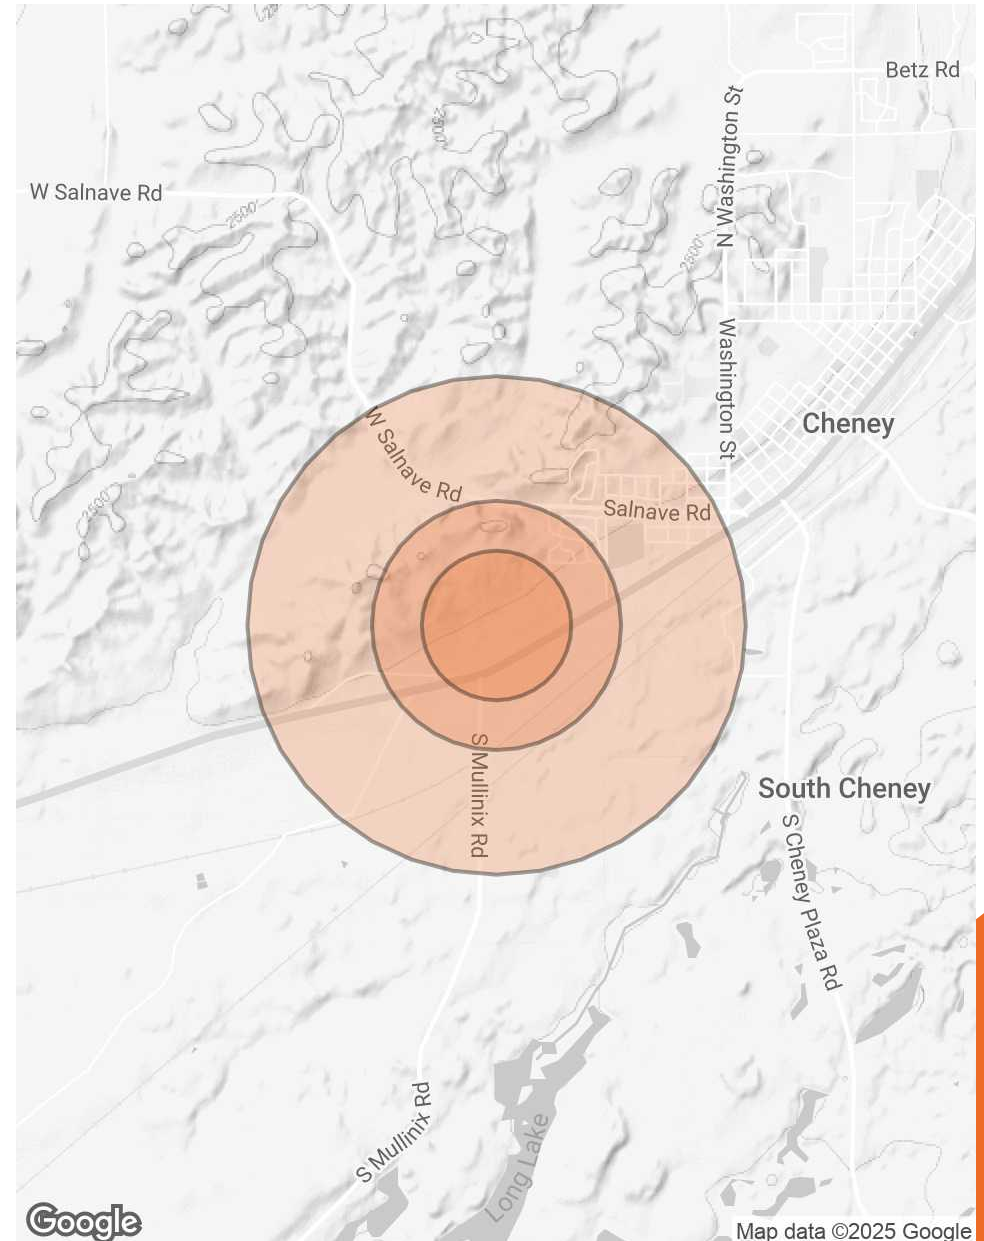 Betz Rd
2500'
N Washington St
W Salnave Rd
2500'
2500'
Washington St
W Salnave Rd
Cheney
2500'
Salnave Rd
S Mullinix Rd
South Cheney
S Cheney Plaza Rd
S Mullinix Rd
Long Lake
Google
Map data ©2025 Google